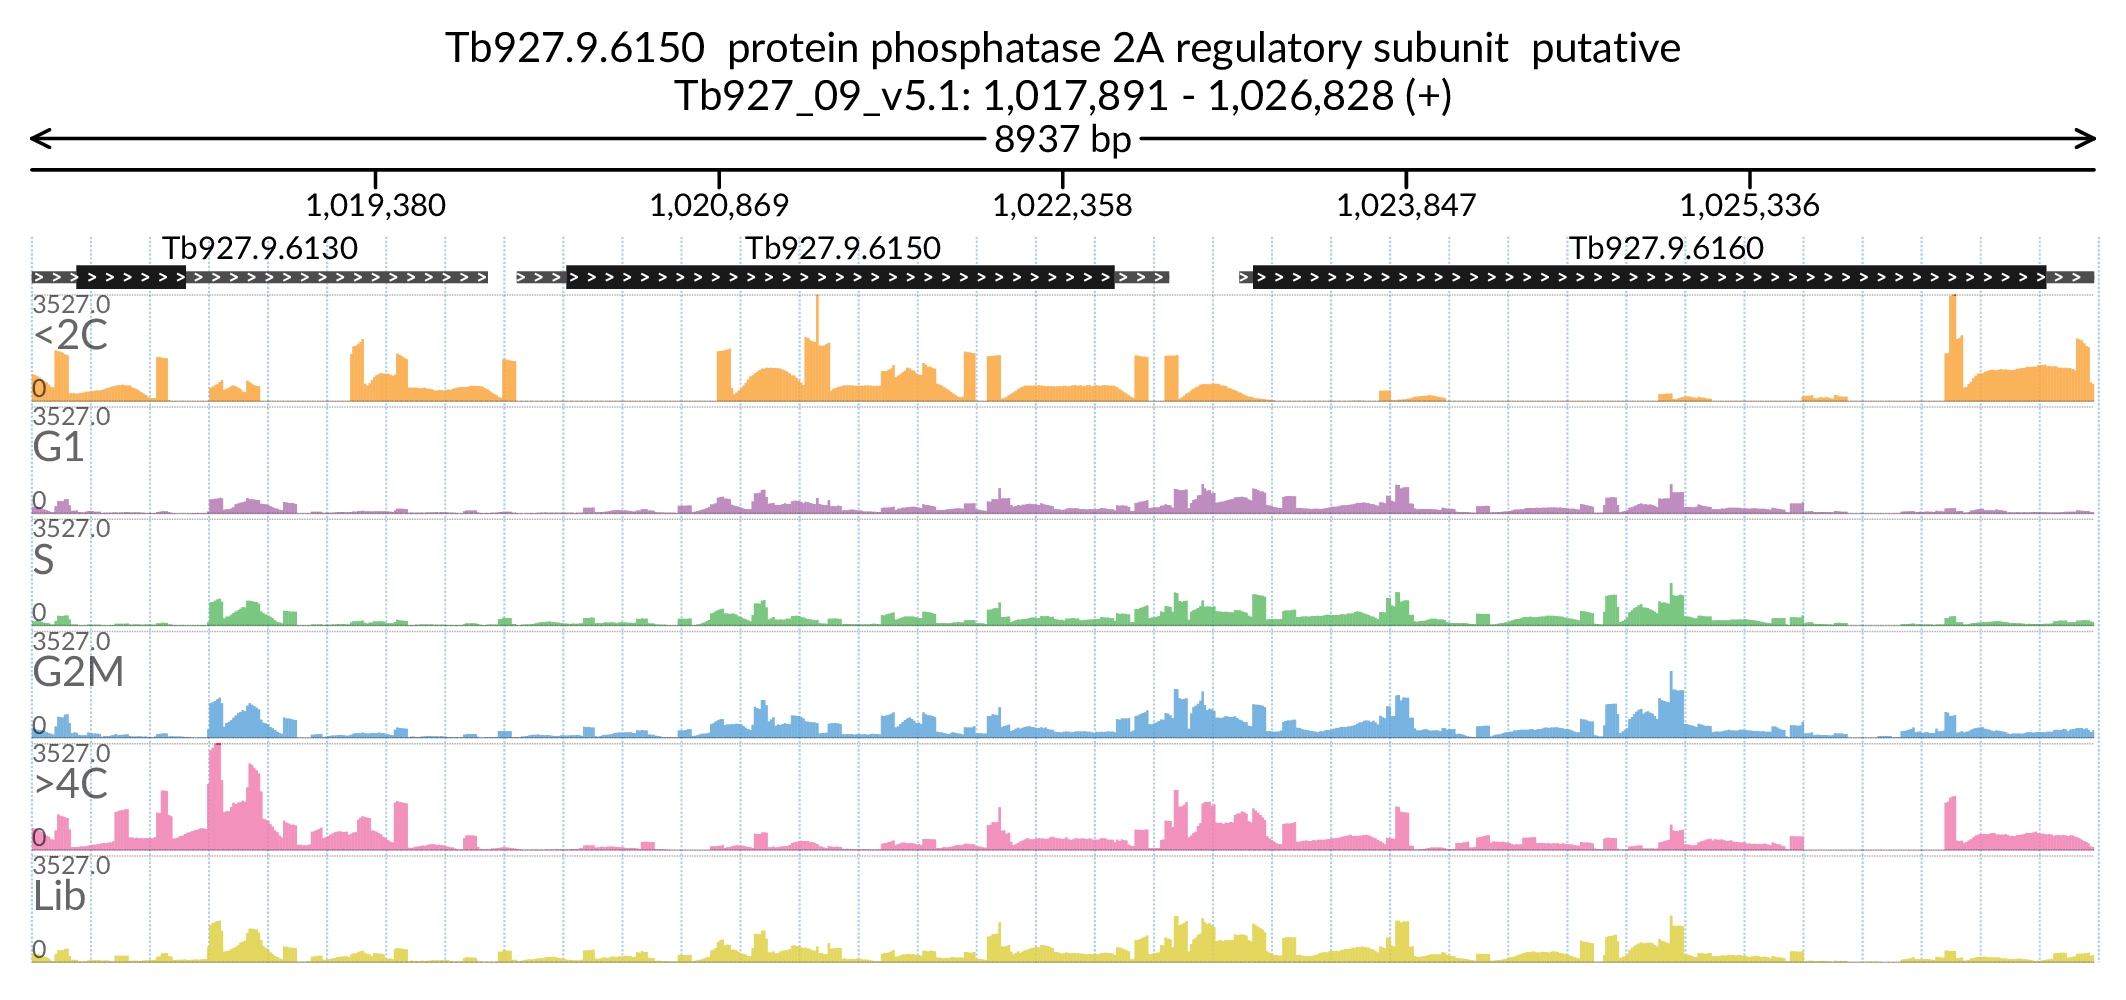 Tb927.9.6150  protein phosphatase 2A regulatory subunit  putative
Tb927_09_v5.1: 1,017,891 - 1,026,828 (+)
8937 bp
1,019,380 1,020,869 1,022,358 1,023,847 1,025,336
Tb927.9.6130 Tb927.9.6150 Tb927.9.6160
3527.0
<2C
0
3527.0
G1
0
3527.0
S
0
3527.0
G2M
0
3527.0
>4C
0
3527.0
Lib
0